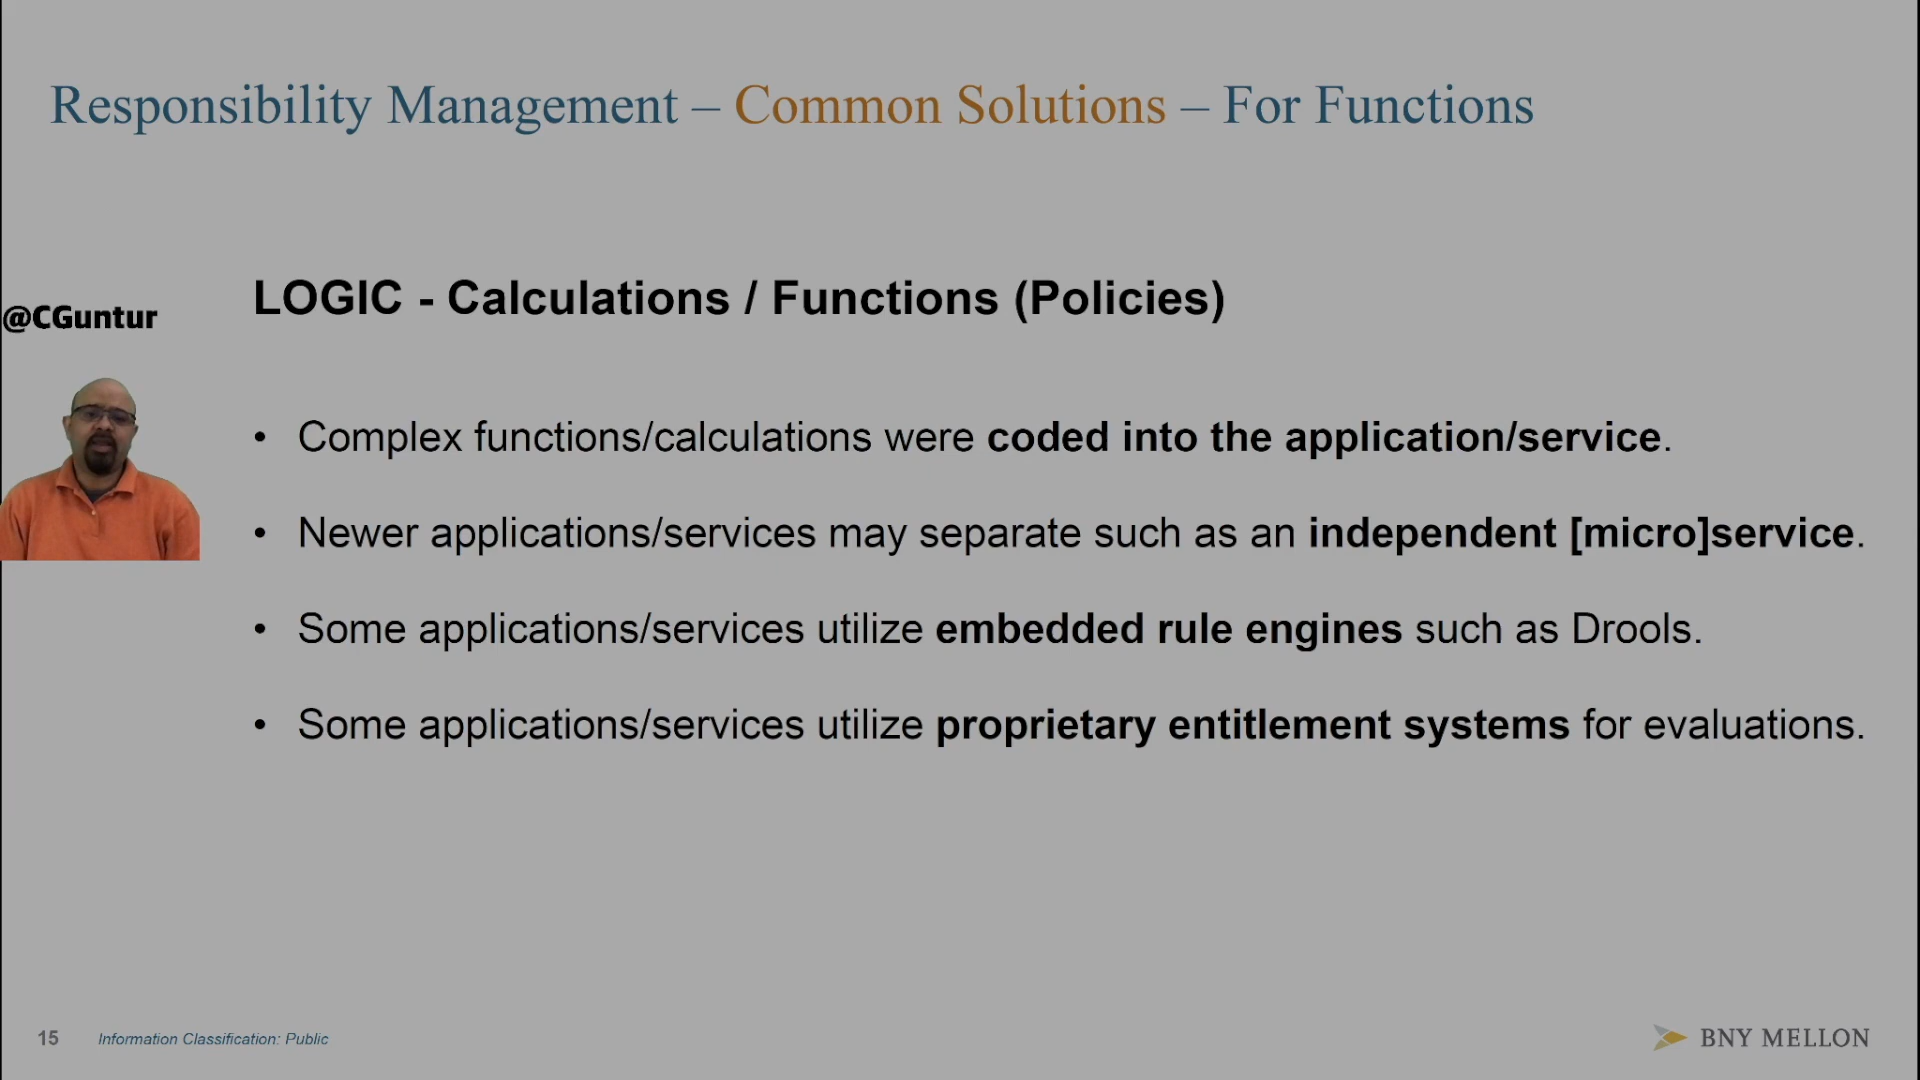 Responsibility Management – Common Solutions – For Functions
@CGuntur
LOGIC - Calculations / Functions (Policies)
• Complex functions/calculations were coded into the application/service.
• Newer applications/services may separate such as an independent [micro]service.
• Some applications/services utilize embedded rule engines such as Drools.
• Some applications/services utilize proprietary entitlement systems for evaluations.
15 Information Classification: Public
BNY MELLON